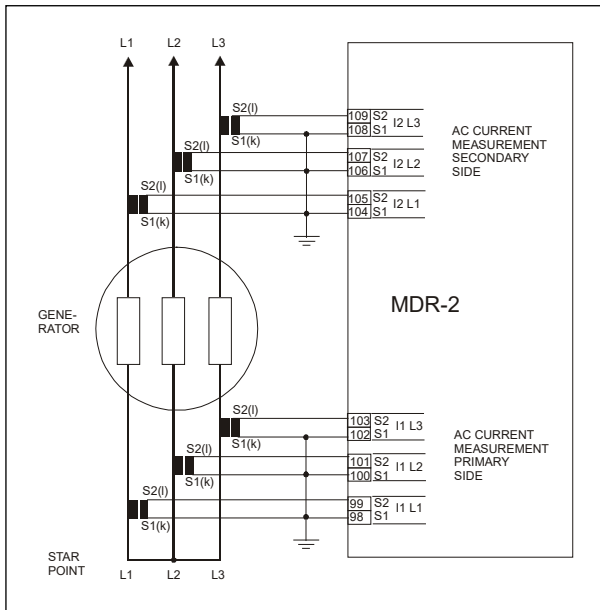 L1 L2 L3
S2(l)
S1(k)
109 S2 I2 L3
108 S1
S2(l)
S1(k)
107 S2 I2 L2
106 S1
S2(l)
S1(k)
105 S2 I2 L1
104 S1
AC CURRENT
MEASUREMENT
SECONDARY
SIDE
GENE-
RATOR
MDR-2
S2(l)
S1(k)
103 S2 I1 L3
102 S1
S2(l)
S1(k)
101 S2 I1 L2
100 S1
S2(l)
S1(k)
99 S2 I1 L1
98 S1
AC CURRENT
MEASUREMENT
PRIMARY
SIDE
STAR
POINT
L1 L2 L3